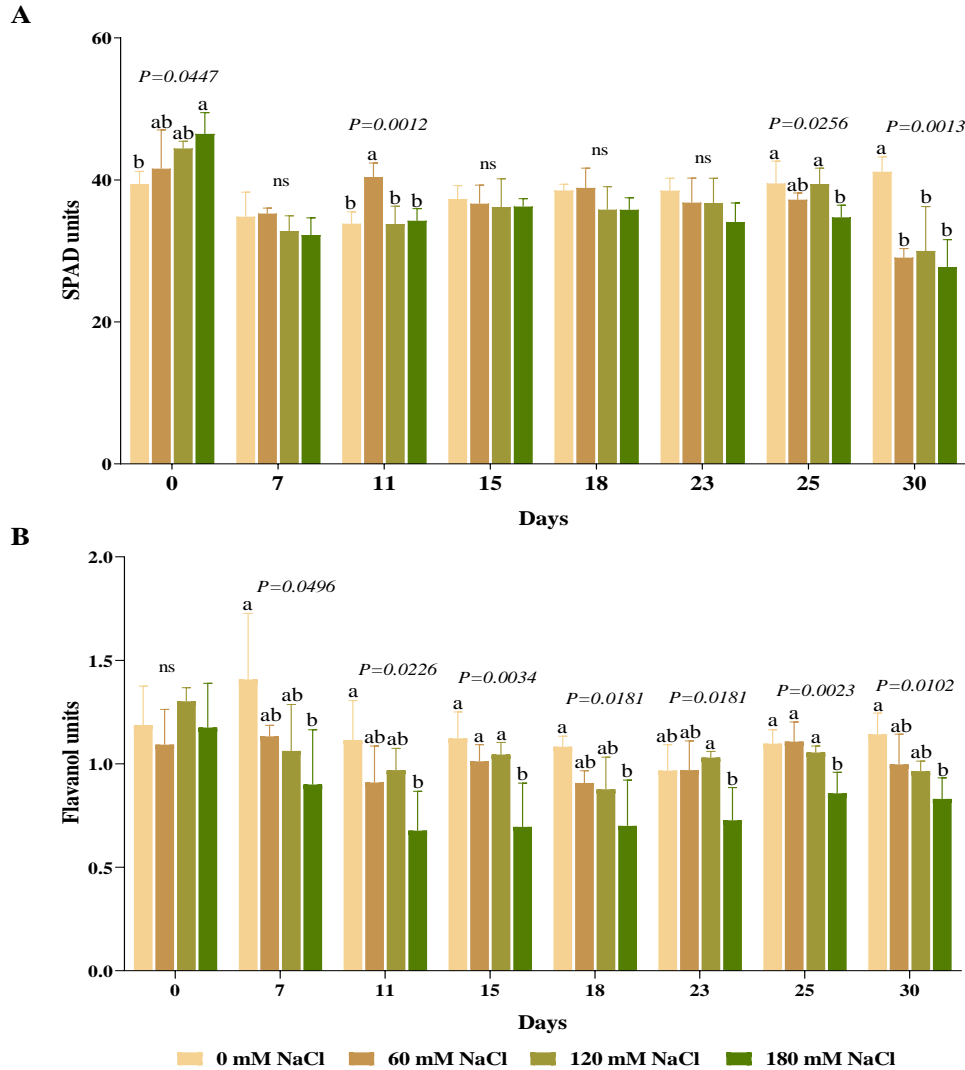 A
60
P=0.0447
a
ab ab
P=0.0012
P=0.0256
P=0.0013
b
ns
a
b b b
ns
ns
ns
a ab a b
a b b b
40
20
0
SPAD units
0 7 11 15 18 23 25 30
Days
B
2.0
P=0.0496
a
ns
ab ab b
P=0.0226
a ab ab b
P=0.0034
a a a b
P=0.0181
a ab ab b
P=0.0181
ab ab a b
P=0.0023
a a a b
P=0.0102
a ab ab b
1.5
1.0
0.5
0.0
Flavanol units
0 7 11 15 18 23 25 30
Days
0 mM NaCl 60 mM NaCl 120 mM NaCl 180 mM NaCl